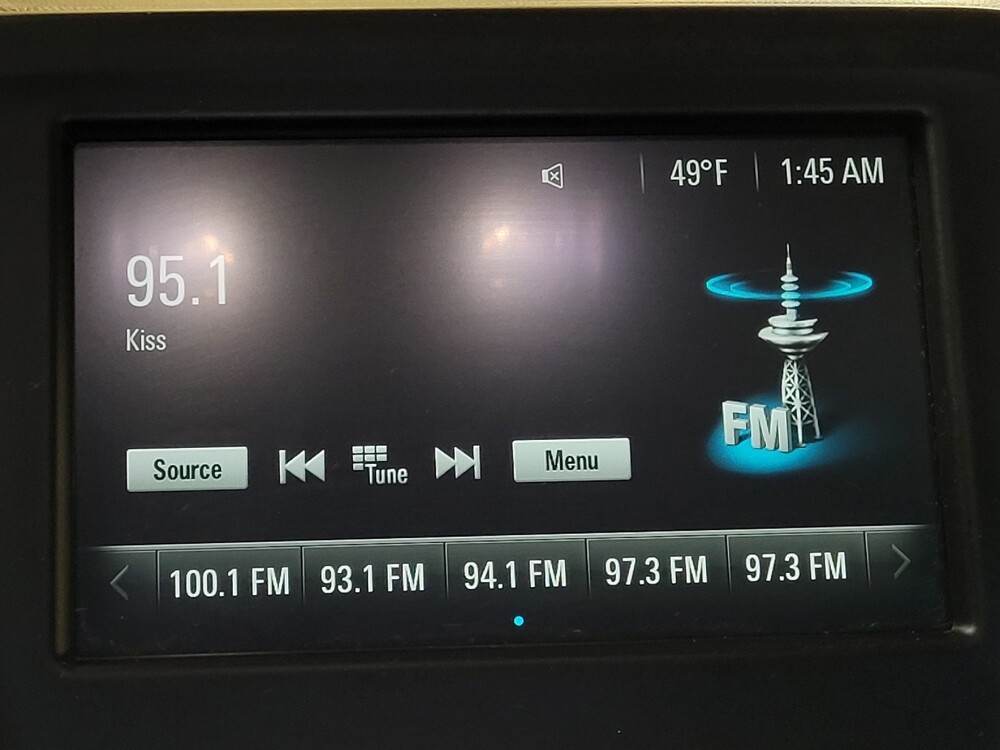 49°F 1:45 AM
95.1
Kiss
FM
Source Tune Menu
100.1 FM 93.1 FM 94.1 FM 97.3 FM 97.3 FM